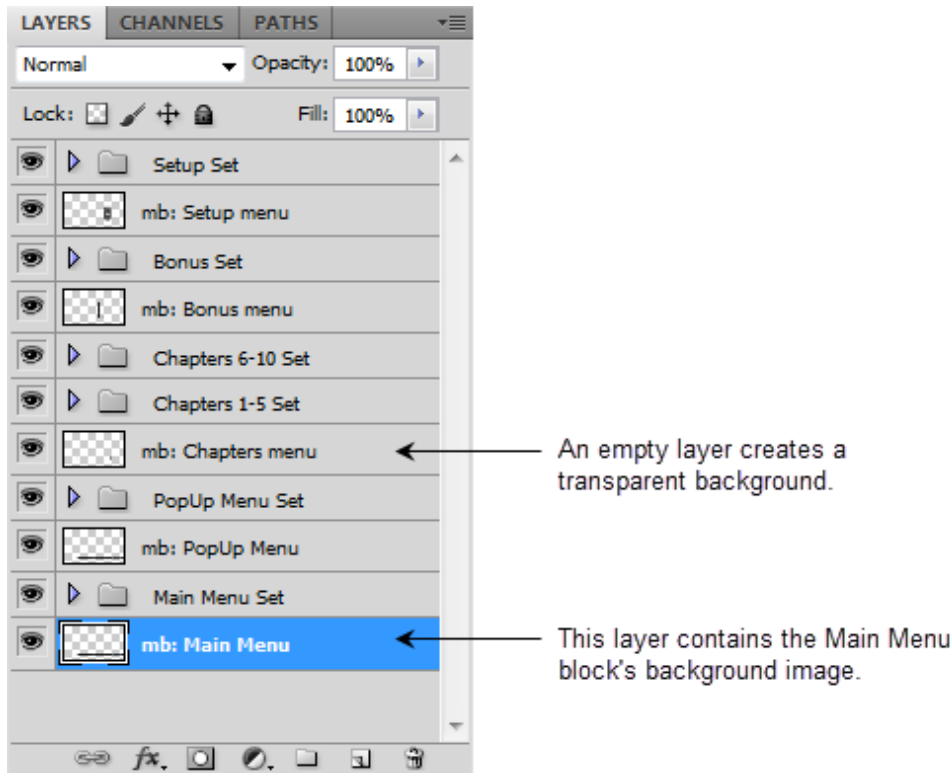 LAYERS CHANNELS PATHS
Normal Opacity: 100%
Lock: Fill: 100%
Setup Set
mb: Setup menu
Bonus Set
mb: Bonus menu
Chapters 6-10 Set
Chapters 1-5 Set
mb: Chapters menu
An empty layer creates a
transparent background.
PopUp Menu Set
mb: PopUp Menu
Main Menu Set
mb: Main Menu
This layer contains the Main Menu
block's background image.
fx.